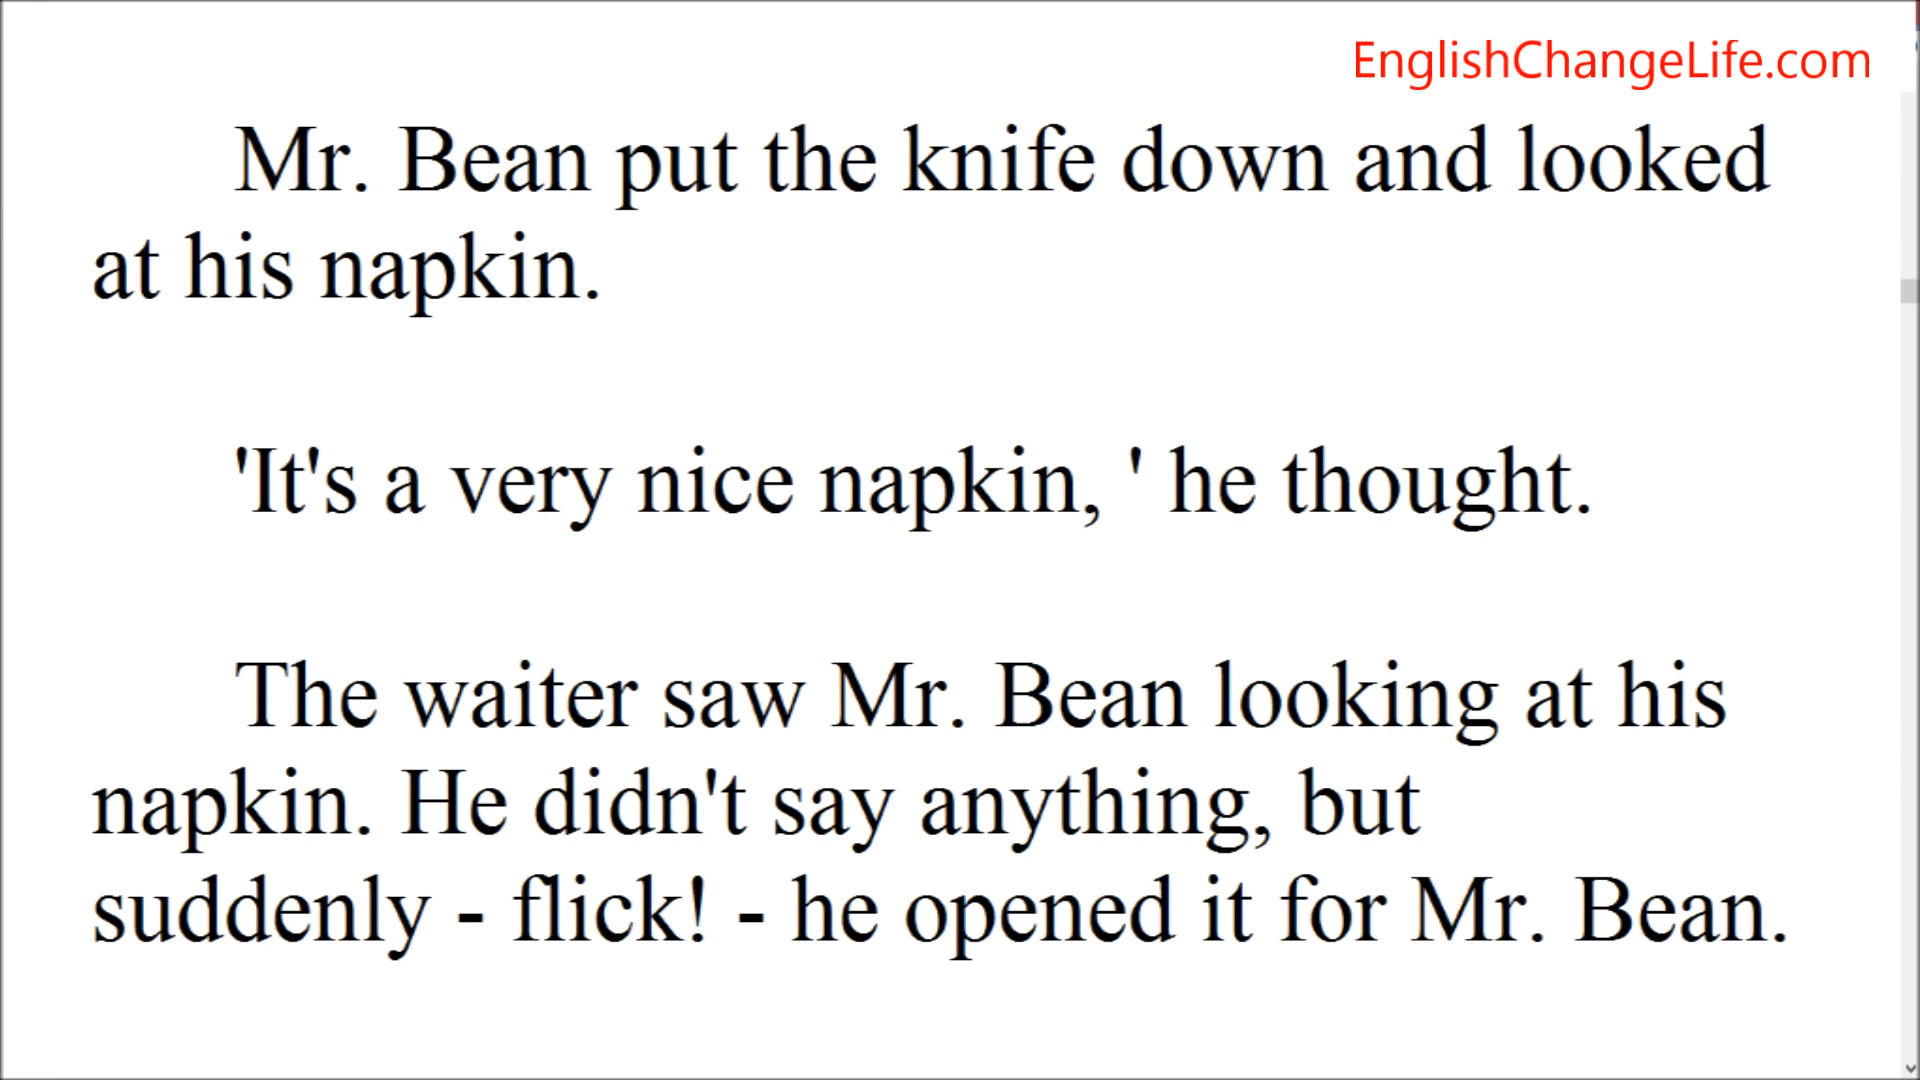 EnglishChangeLife.com
Mr. Bean put the knife down and looked
at his napkin.
'It's a very nice napkin, ' he thought.
The waiter saw Mr. Bean looking at his
napkin. He didn't say anything, but
suddenly - flick! - he opened it for Mr. Bean.